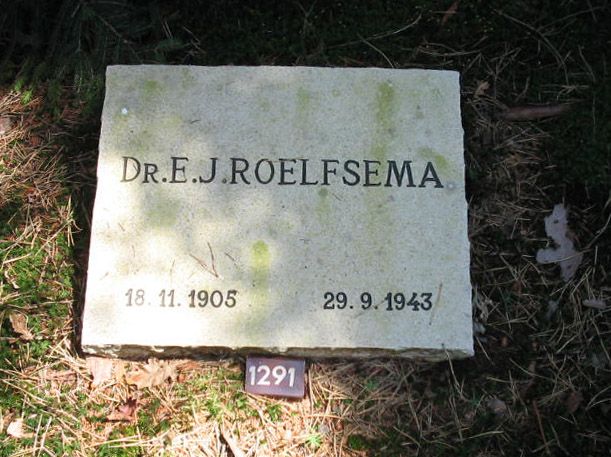 DR. E. J. ROELFSEMA
18. 11. 1905 29. 9. 1943
1291